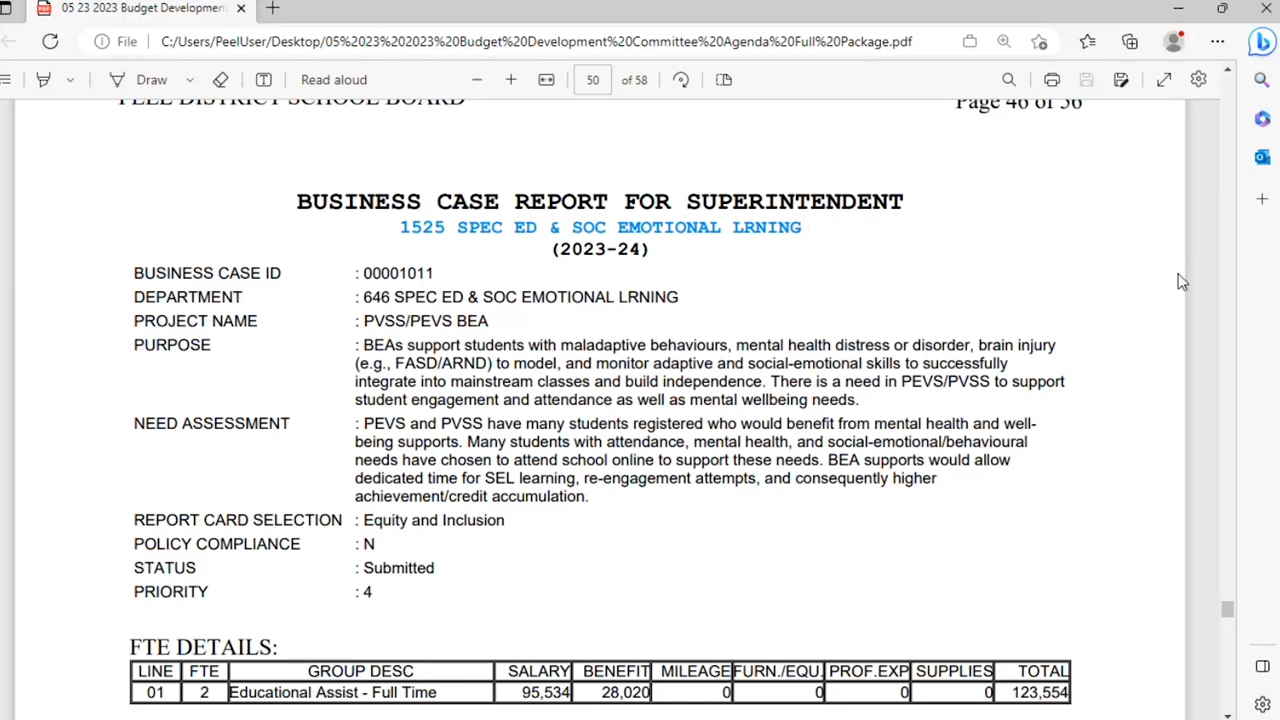 05 23 2023 Budget Development
File C:/Users/PeelUser/Desktop/05%2023%202023%20Budget%20Development%20Committee%20Agenda%20Full%20Package.pdf
Draw Read aloud 50 of 58
PEEL DISTRICT SCHOOL BOARD Page 46 of 56
BUSINESS CASE REPORT FOR SUPERINTENDENT
1525 SPEC ED & SOC EMOTIONAL LRNING
(2023-24)
BUSINESS CASE ID : 00001011
DEPARTMENT : 646 SPEC ED & SOC EMOTIONAL LRNING
PROJECT NAME : PVSS/PEVS BEA
PURPOSE : BEAs support students with maladaptive behaviours, mental health distress or disorder, brain injury
(e.g., FASD/ARND) to model, and monitor adaptive and social-emotional skills to successfully
integrate into mainstream classes and build independence. There is a need in PEVS/PVSS to support
student engagement and attendance as well as mental wellbeing needs.
NEED ASSESSMENT : PEVS and PVSS have many students registered who would benefit from mental health and well-
being supports. Many students with attendance, mental health, and social-emotional/behavioural
needs have chosen to attend school online to support these needs. BEA supports would allow
dedicated time for SEL learning, re-engagement attempts, and consequently higher
achievement/credit accumulation.
REPORT CARD SELECTION : Equity and Inclusion
POLICY COMPLIANCE : N
STATUS : Submitted
PRIORITY : 4
FTE DETAILS:
LINE FTE GROUP DESC SALARY BENEFIT MILEAGE FURN./EQU. PROF.EXP SUPPLIES TOTAL
01 2 Educational Assist - Full Time 95,534 28,020 0 0 0 0 123,554